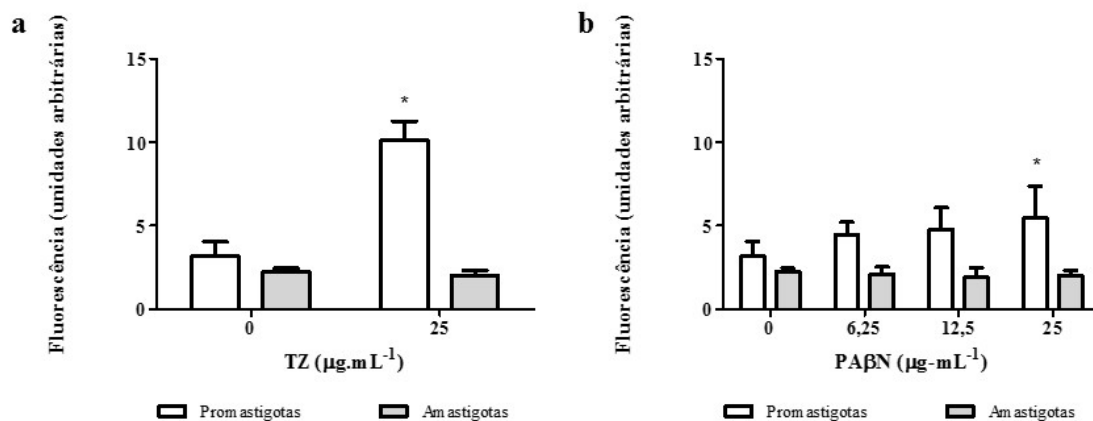 a
Fluorescência (unidades arbitrárias)
15
10
5
0
*
0 25
TZ (µg.mL⁻¹)
Promastigotas Amastigotas
b
Fluorescência (unidades arbitrárias)
15
10
5
0
*
0 6,25 12,5 25
PAβN (µg-mL⁻¹)
Promastigotas Amastigotas